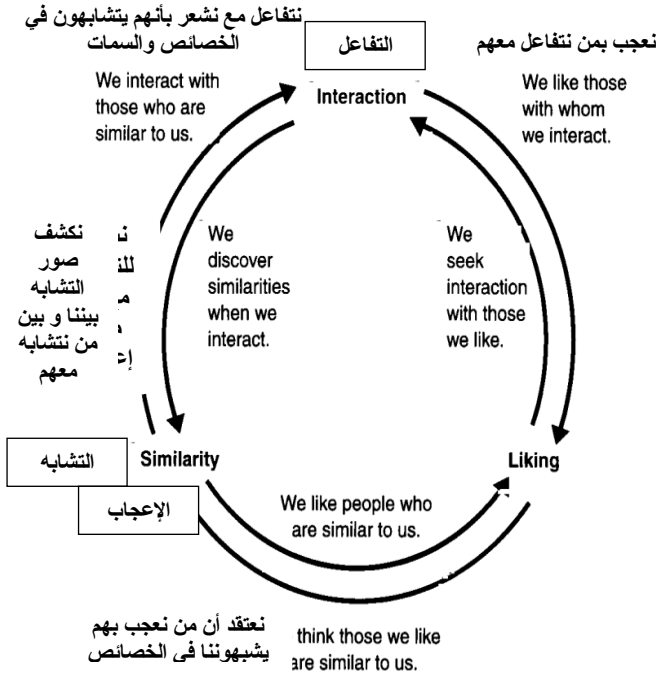 نتفاعل مع نشعر بأنهم يتشابهون في
الخصائص والسمات
التفاعل
نعجب بمن نتفاعل معهم
We interact with
those who are
similar to us.
Interaction
We like those
with whom
we interact.
نكشف
صور
التشابه
بيننا و بين
من نتشابه
معهم
We
discover
similarities
when we
interact.
We
seek
interaction
with those
we like.
التشابه
Similarity
Liking
الإعجاب
We like people who
are similar to us.
نعتقد أن من نعجب بهم
يشبهوننا في الخصائص
think those we like
are similar to us.